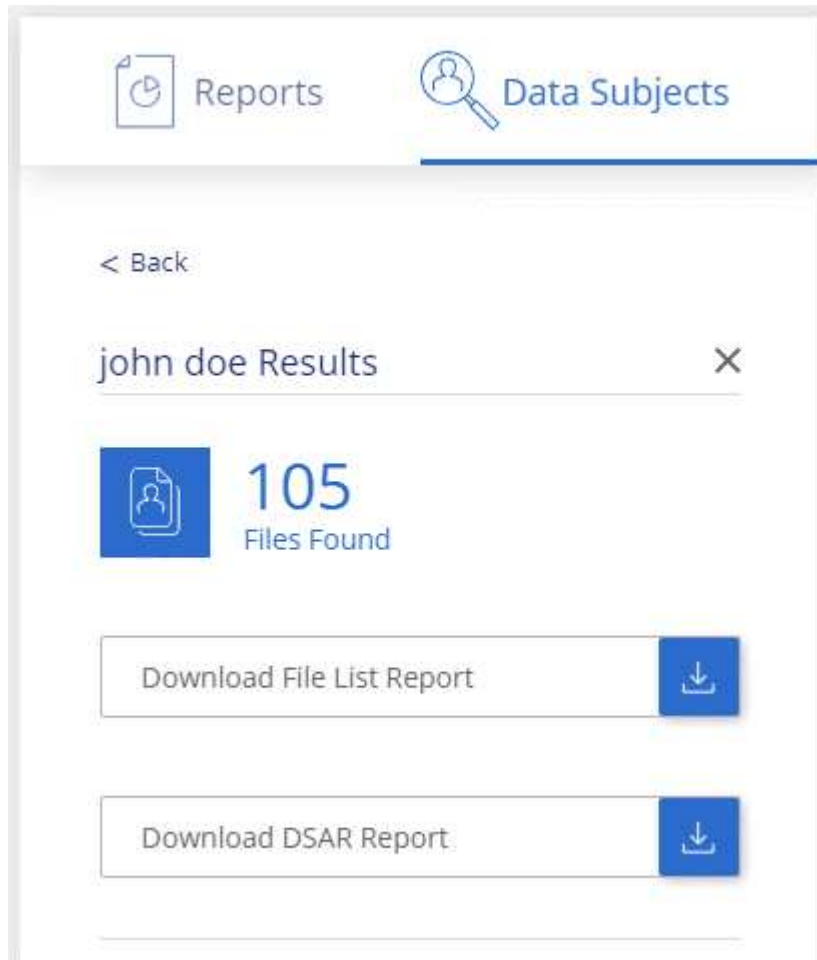 Reports
Data Subjects
< Back
john doe Results
105
Files Found
Download File List Report
Download DSAR Report